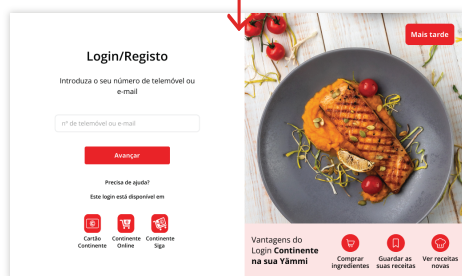 Mais tarde
Login/Registo
Introduza o seu número de telemóvel ou
e-mail
nº de telemóvel ou e-mail
Avançar
Precisa de ajuda?
Este login está disponível em
Cartão
Continente
Continente
Online
Continente
Siga
Vantagens do
Login Continente
na sua Yämmi
Comprar
ingredientes
Guardar as
suas receitas
Ver receitas
novas